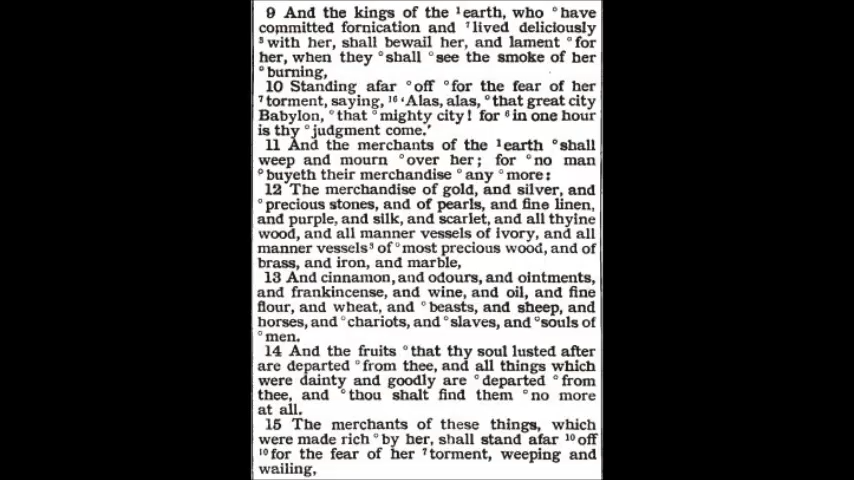 9 And the kings of the ¹earth, who °have
committed fornication and ⁷lived deliciously
⁵with her, shall bewail her, and lament °for
her, when they °shall °see the smoke of her
°burning,
10 Standing afar °off °for the fear of her
⁷torment, saying, ¹⁶‘Alas, alas, °that great city
Babylon, °that °mighty city! for ⁶in one hour
is thy °judgment come.’
11 And the merchants of the ¹earth °shall
weep and mourn °over her; for °no man
°buyeth their merchandise °any °more:
12 The merchandise of gold, and silver, and
°precious stones, and of pearls, and fine linen,
and purple, and silk, and scarlet, and all thyine
wood, and all manner vessels of ivory, and all
manner vessels³ of °most precious wood, and of
brass, and iron, and marble,
13 And cinnamon, and odours, and ointments,
and frankincense, and wine, and oil, and fine
flour, and wheat, and °beasts, and sheep, and
horses, and °chariots, and °slaves, and °souls of
°men.
14 And the fruits °that thy soul lusted after
are departed °from thee, and all things which
were dainty and goodly are °departed °from
thee, and °thou shalt find them °no more
at all.
15 The merchants of these things, which
were made rich °by her, shall stand afar ¹⁰off
¹⁰for the fear of her ⁷torment, weeping and
wailing,